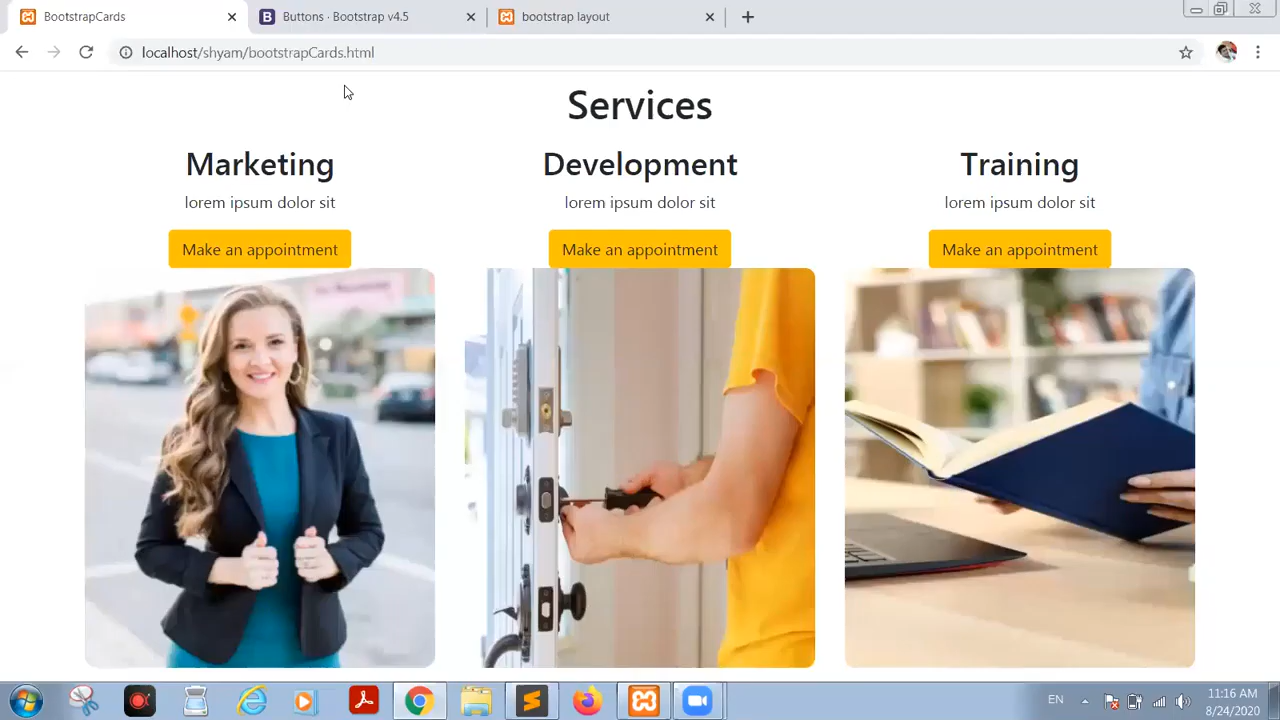 BootstrapCards
Buttons · Bootstrap v4.5
bootstrap layout
localhost/shyam/bootstrapCards.html
Services
Marketing
Development
Training
lorem ipsum dolor sit
lorem ipsum dolor sit
lorem ipsum dolor sit
Make an appointment
Make an appointment
Make an appointment
EN
11:16 AM
8/24/2020